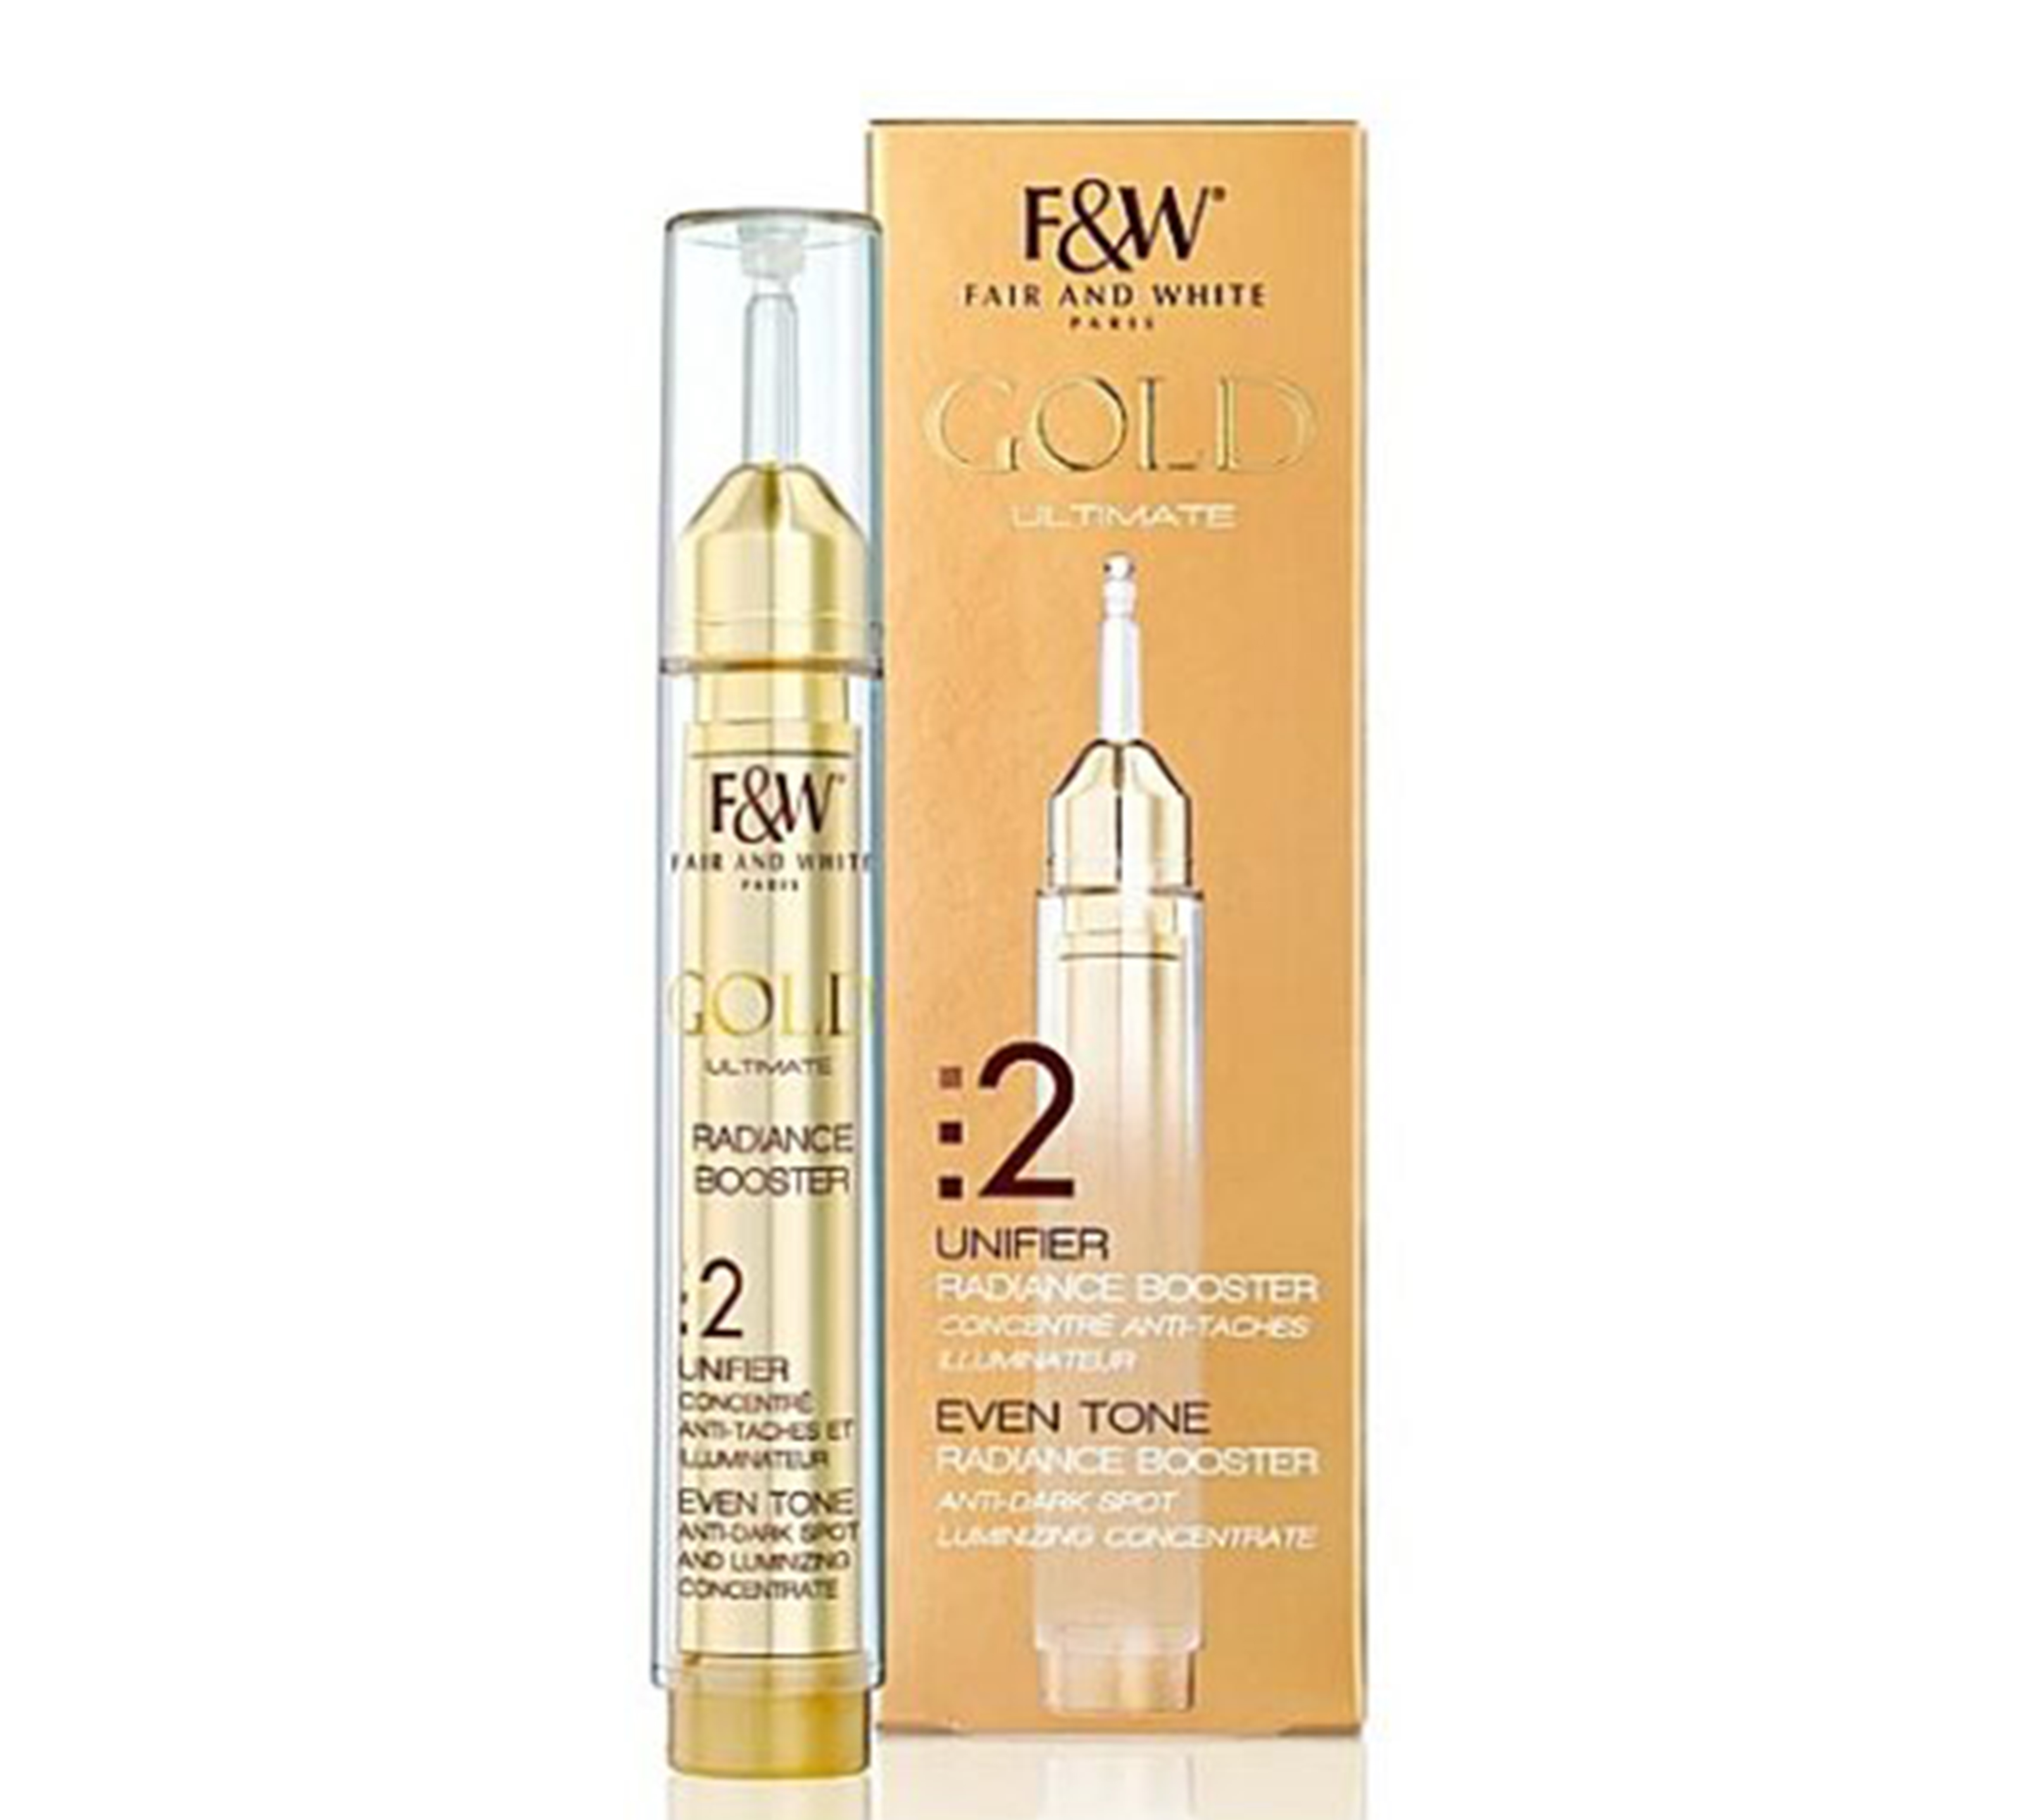 F&W®
FAIR AND WHITE
PARIS
GOLD
ULTIMATE
:2
UNIFIER
RADIANCE BOOSTER
CONCENTRÉ ANTI-TACHES
ILLUMINATEUR
EVEN TONE
RADIANCE BOOSTER
ANTI-DARK SPOT
LUMINIZING CONCENTRATE
F&W™
FAIR AND WHITE
PARIS
GOLD
ULTIMATE
RADIANCE
BOOSTER
:2
UNIFIER
CONCENTRÉ
ANTI-TACHES ET
ILLUMINATEUR
EVEN TONE
ANTI-DARK SPOT
AND LUMINIZING
CONCENTRATE